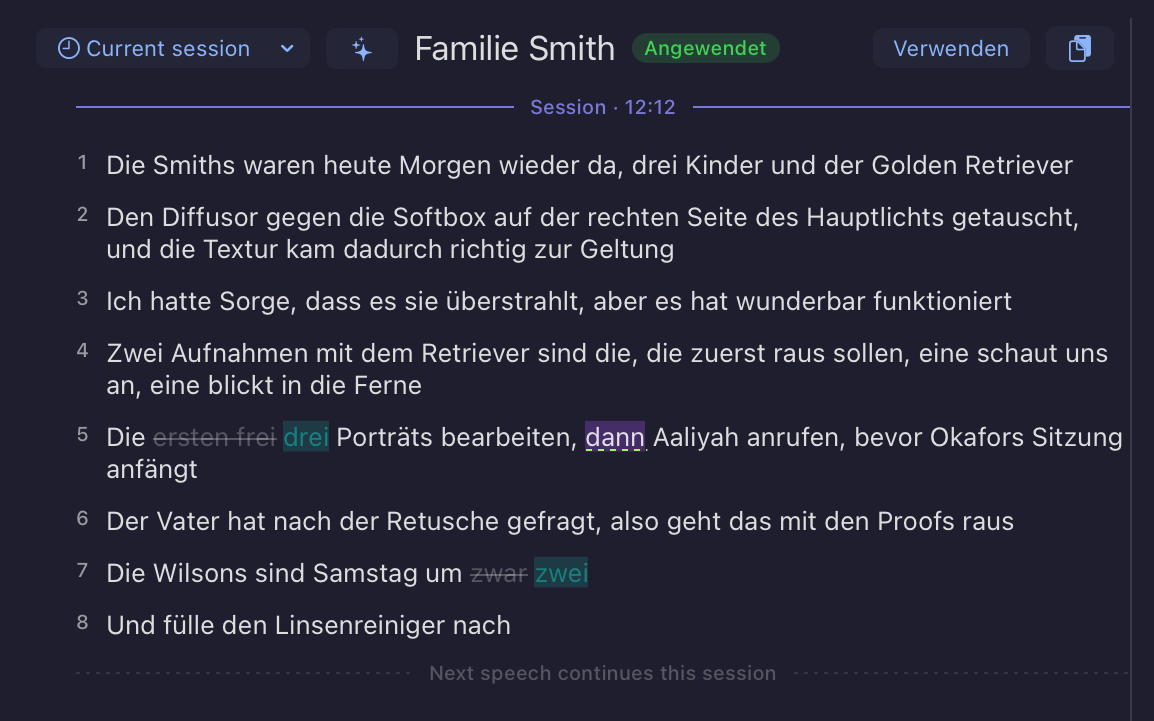 Current session
Familie Smith
Angewendet
Verwenden
Session · 12:12
1 Die Smiths waren heute Morgen wieder da, drei Kinder und der Golden Retriever
2 Den Diffusor gegen die Softbox auf der rechten Seite des Hauptlichts getauscht,
und die Textur kam dadurch richtig zur Geltung
3 Ich hatte Sorge, dass es sie überstrahlt, aber es hat wunderbar funktioniert
4 Zwei Aufnahmen mit dem Retriever sind die, die zuerst raus sollen, eine schaut uns
an, eine blickt in die Ferne
5 Die ersten frei drei Porträts bearbeiten, dann Aaliyah anrufen, bevor Okafors Sitzung
anfängt
6 Der Vater hat nach der Retusche gefragt, also geht das mit den Proofs raus
7 Die Wilsons sind Samstag um zwar zwei
8 Und fülle den Linsenreiniger nach
Next speech continues this session